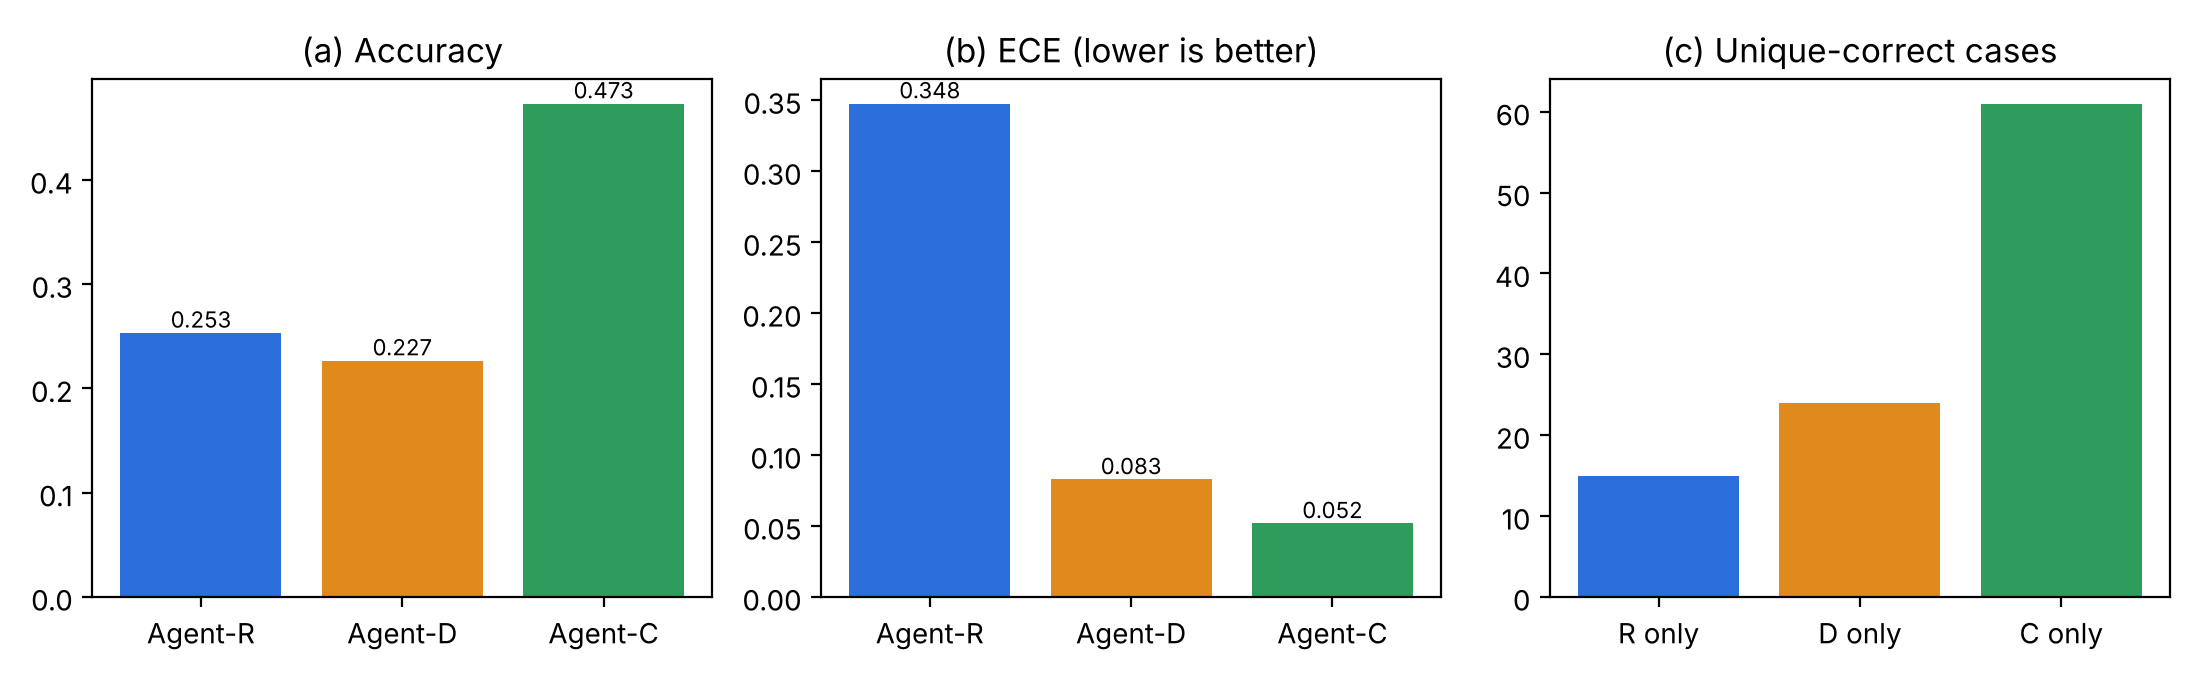 (a) Accuracy
0.4
0.3
0.2
0.1
0.0
0.253
0.227
0.473
Agent-R
Agent-D
Agent-C
(b) ECE (lower is better)
0.35
0.30
0.25
0.20
0.15
0.10
0.05
0.00
0.348
0.083
0.052
Agent-R
Agent-D
Agent-C
(c) Unique-correct cases
60
50
40
30
20
10
0
R only
D only
C only